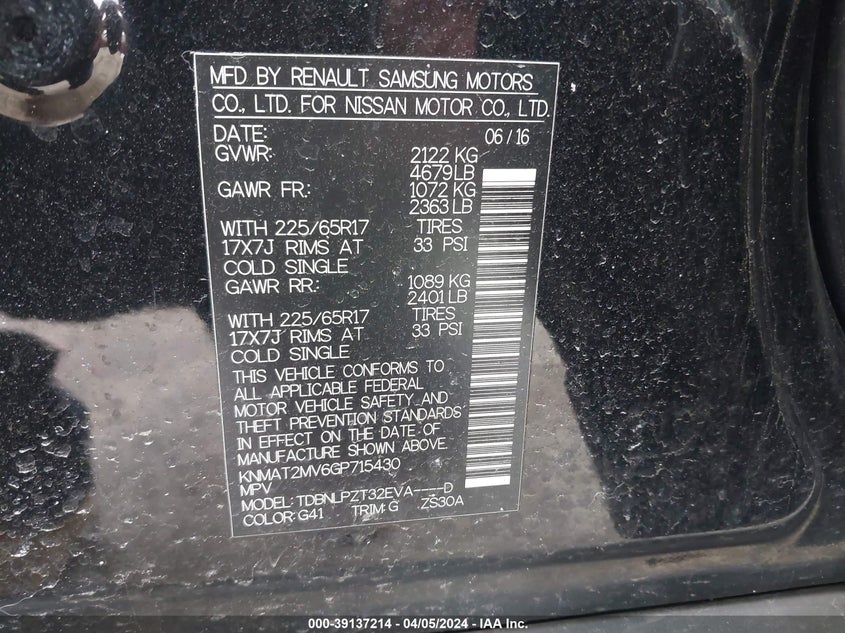 MFD BY RENAULT SAMSUNG MOTORS
CO., LTD. FOR NISSAN MOTOR CO., LTD.
DATE: 06/16
GVWR: 2122 KG
4679LB
GAWR FR.: 1072 KG
2363LB
WITH 225/65R17 TIRES
17X7J RIMS AT 33 PSI
COLD SINGLE
GAWR RR.: 1089 KG
2401LB
WITH 225/65R17 TIRES
17X7J RIMS AT 33 PSI
COLD SINGLE
THIS VEHICLE CONFORMS TO
ALL APPLICABLE FEDERAL
MOTOR VEHICLE SAFETY AND
THEFT PREVENTION STANDARDS
IN EFFECT ON THE DATE OF
MANUFACTURE SHOWN ABOVE.
KNMAT2MV6GP715430
MPV
MODEL: TDBNLPZT32EVA----D
COLOR: G41 TRIM: G ZS30A
000-39137214 - 04/05/2024 - IAA Inc.